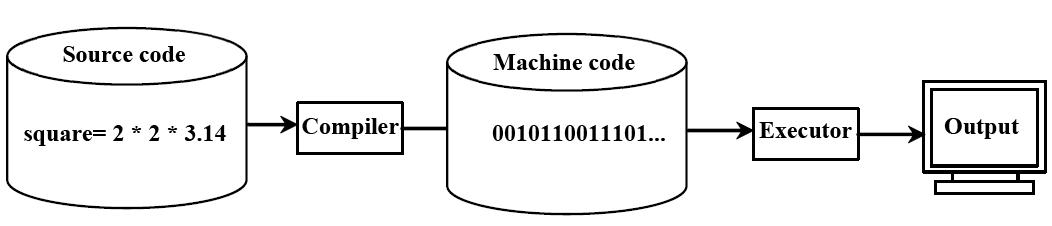 Source code
square= 2 * 2 * 3.14
Compiler
Machine code
0010110011101...
Executor
Output